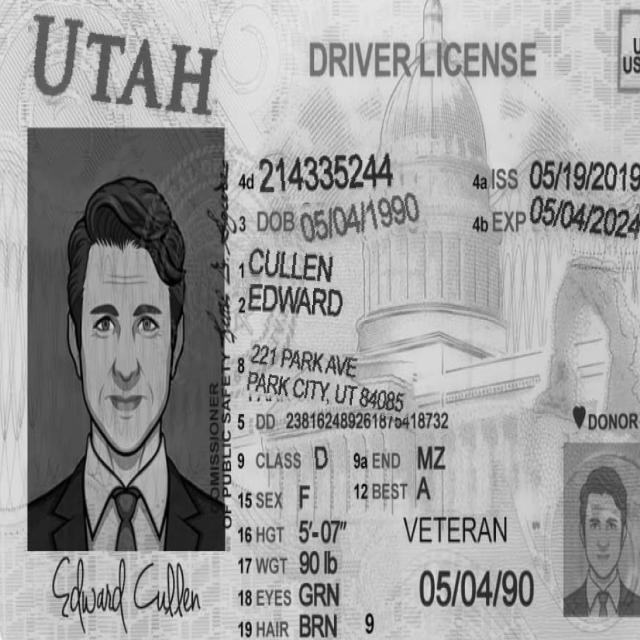 UTAH
DRIVER LICENSE
U
US
4d 214335244
4a ISS 05/19/2019
3 DOB 05/04/1990
4b EXP 05/04/2024
1 CULLEN
2 EDWARD
8 221 PARK AVE
PARK CITY, UT 84085
5 DD
DONOR
9 CLASS D 9a END MZ
15 SEX F 12 BEST A
16 HGT 5'-07"
VETERAN
17 WGT 90 lb
18 EYES GRN
05/04/90
19 HAIR BRN 9
COMISSIONER
OF PUBLIC SAFETY
Edward Cullen